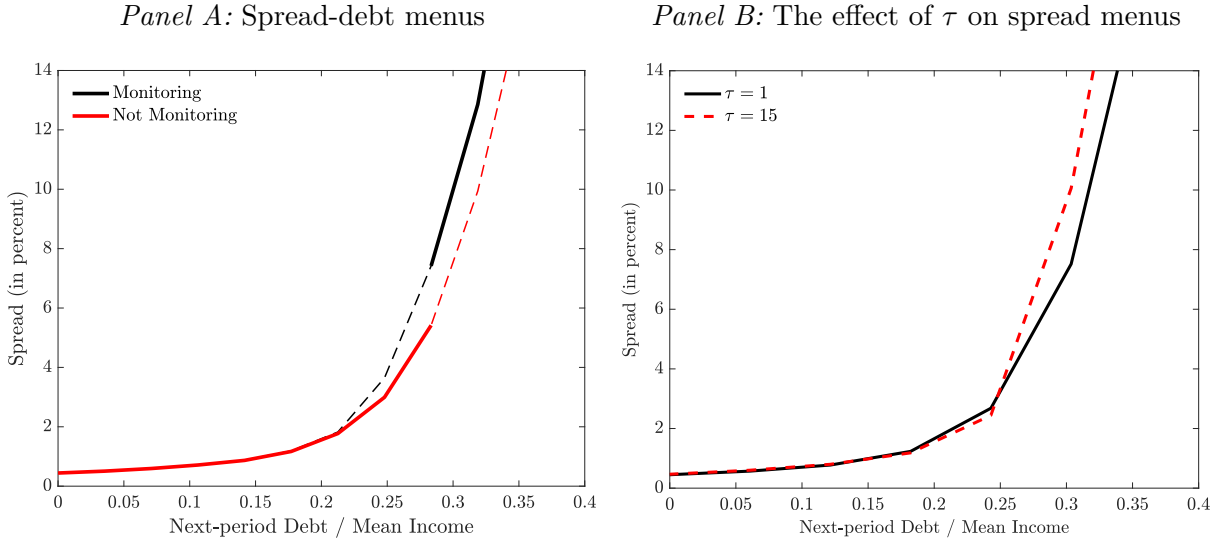 Panel A: Spread-debt menus
14
12
10
8
6
4
2
0
Spread (in percent)
Monitoring
Not Monitoring
0 0.05 0.1 0.15 0.2 0.25 0.3 0.35 0.4
Next-period Debt / Mean Income
Panel B: The effect of τ on spread menus
14
12
10
8
6
4
2
0
Spread (in percent)
τ = 1
τ = 15
0 0.05 0.1 0.15 0.2 0.25 0.3 0.35 0.4
Next-period Debt / Mean Income